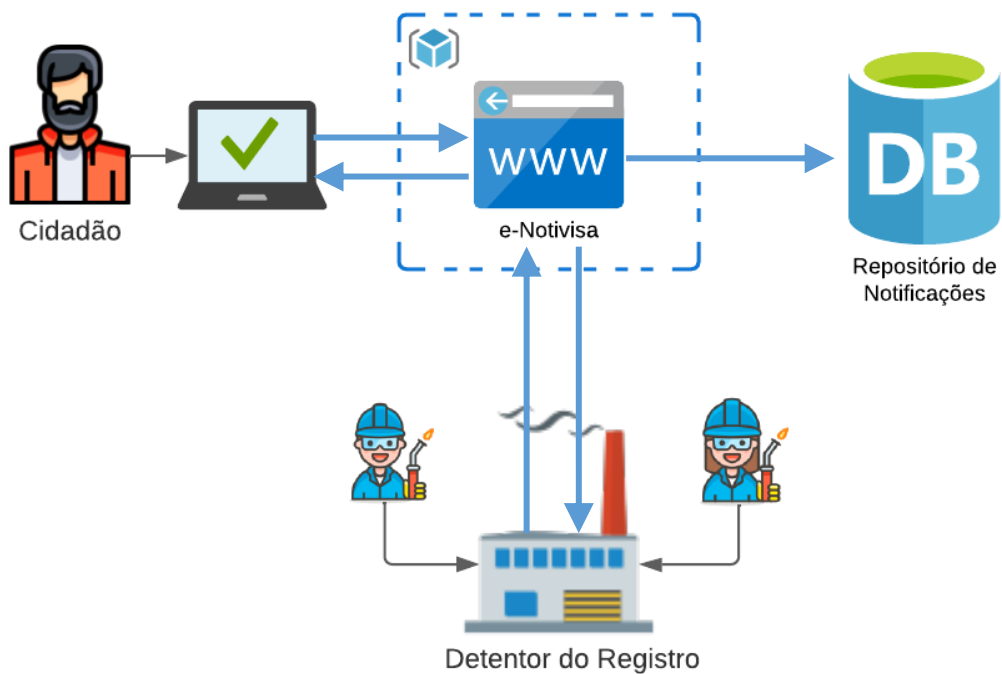 Cidadão
WWW
e-Notivisa
DB
Repositório de
Notificações
Detentor do Registro